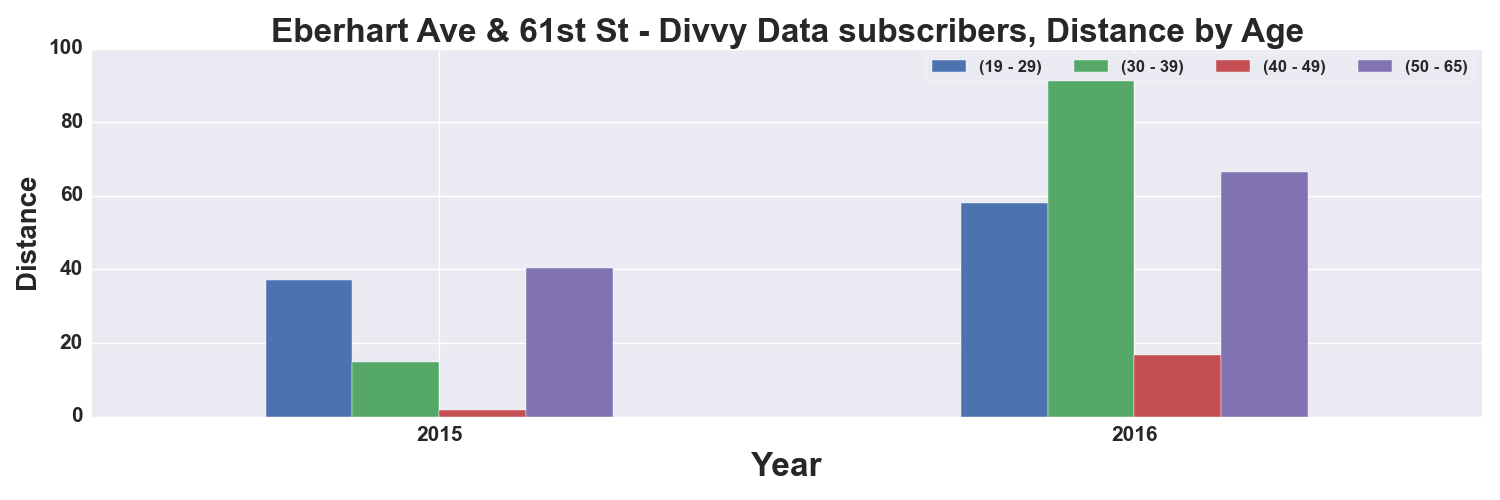 Eberhart Ave & 61st St - Divvy Data subscribers, Distance by Age
(19 - 29) (30 - 39) (40 - 49) (50 - 65)
100
80
60
40
20
0
Distance
2015 2016
Year